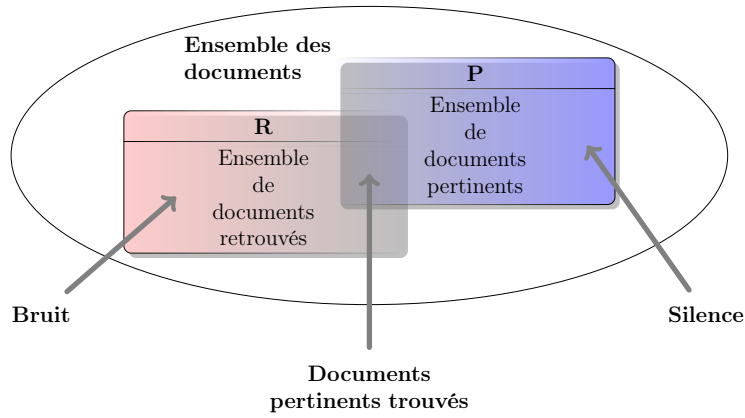 Ensemble des
documents
P
Ensemble
de
documents
pertinents
R
Ensemble
de
documents
retrouvés
Bruit
Silence
Documents
pertinents trouvés